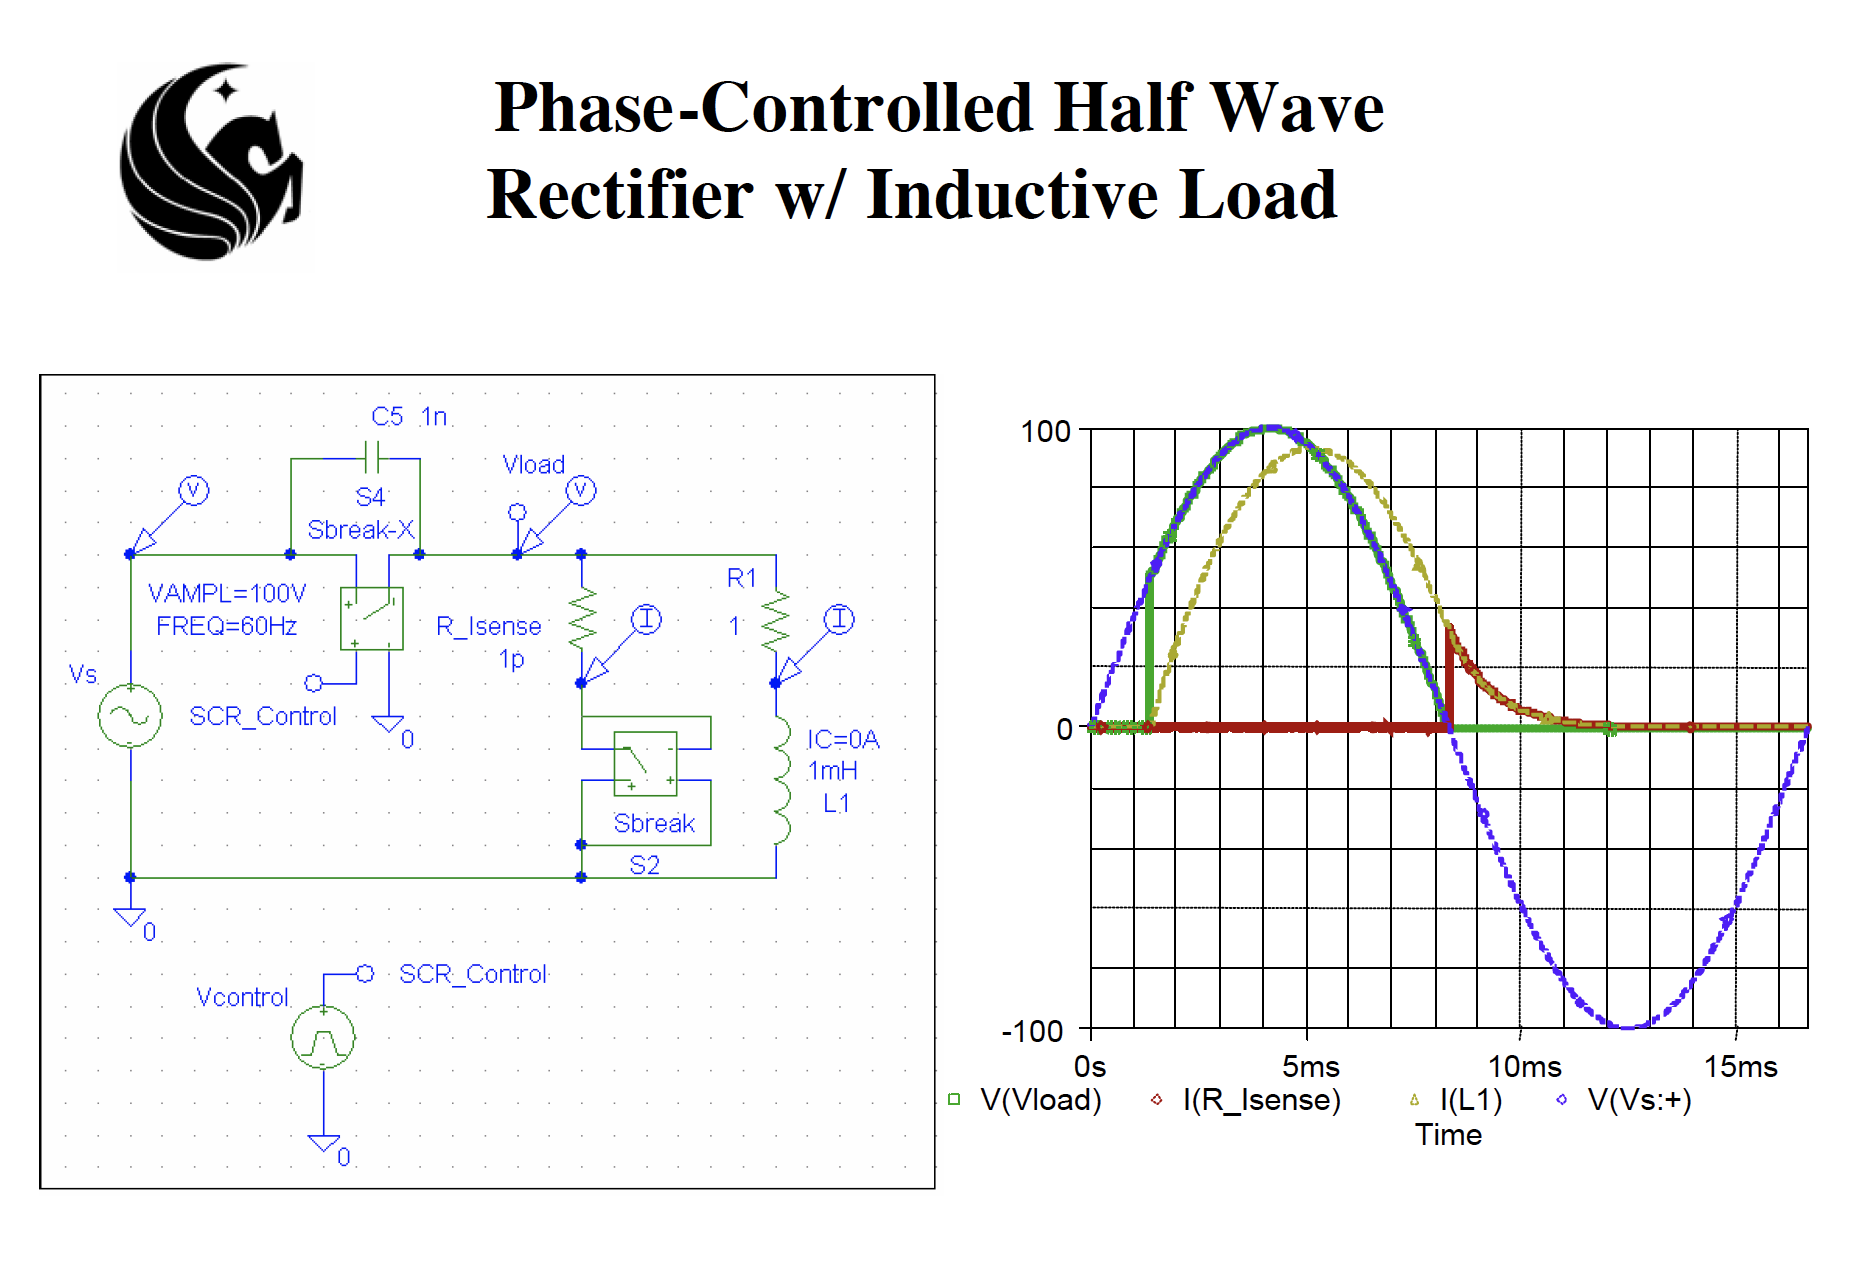 Phase-Controlled Half Wave
Rectifier w/ Inductive Load
C5 1n
Vload
V
V
S4
Sbreak-X
R1
VAMPL=100V
FREQ=60Hz
R_Isense
1p
I
1
I
Vs
SCR_Control
0
IC=0A
1mH
L1
Sbreak
S2
0
SCR_Control
Vcontrol
0
100
0
-100
0s 5ms 10ms 15ms
V(Vload) I(R_Isense) I(L1) V(Vs:+)
Time